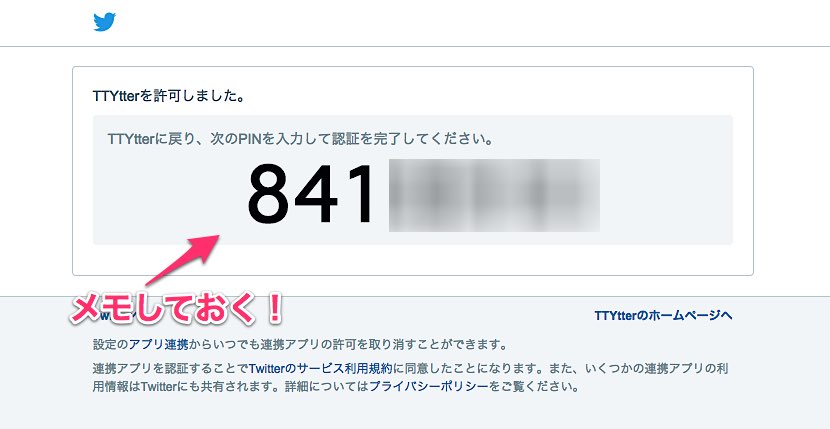 TTYtterを許可しました。
TTYtterに戻り、次のPINを入力して認証を完了してください。
841
メモしておく！
TTYtterのホームページへ
設定のアプリ連携からいつでも連携アプリの許可を取り消すことができます。
連携アプリを認証することでTwitterのサービス利用規約に同意したことになります。また、いくつかの連携アプリの利
用情報はTwitterにも共有されます。詳細についてはプライバシーポリシーをご覧ください。